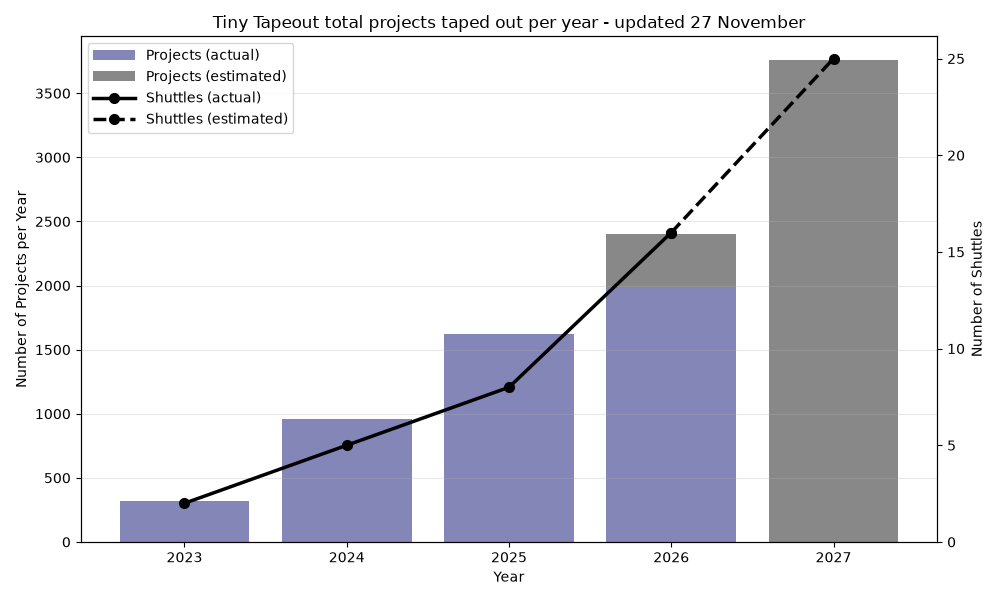 Tiny Tapeout total projects taped out per year - updated 27 November
Projects (actual)
Projects (estimated)
Shuttles (actual)
Shuttles (estimated)
Number of Projects per Year
3500
3000
2500
2000
1500
1000
500
0
25
20
15
10
5
0
Number of Shuttles
2023
2024
2025
2026
2027
Year